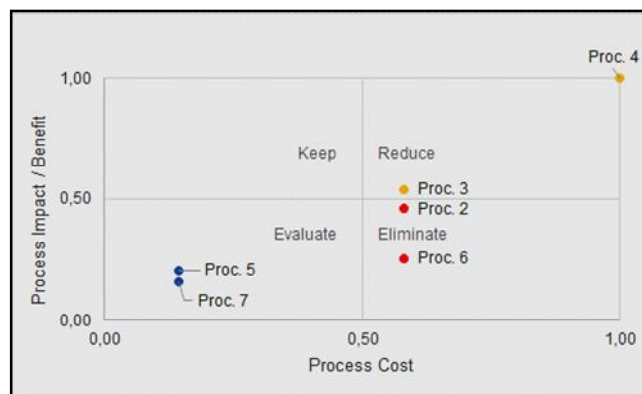 Proc. 4
1,00
Keep
Reduce
Proc. 3
0,50
Proc. 2
Evaluate
Eliminate
Proc. 6
Proc. 5
Proc. 7
0,00
0,00
0,50
1,00
Process Cost
Process Impact / Benefit